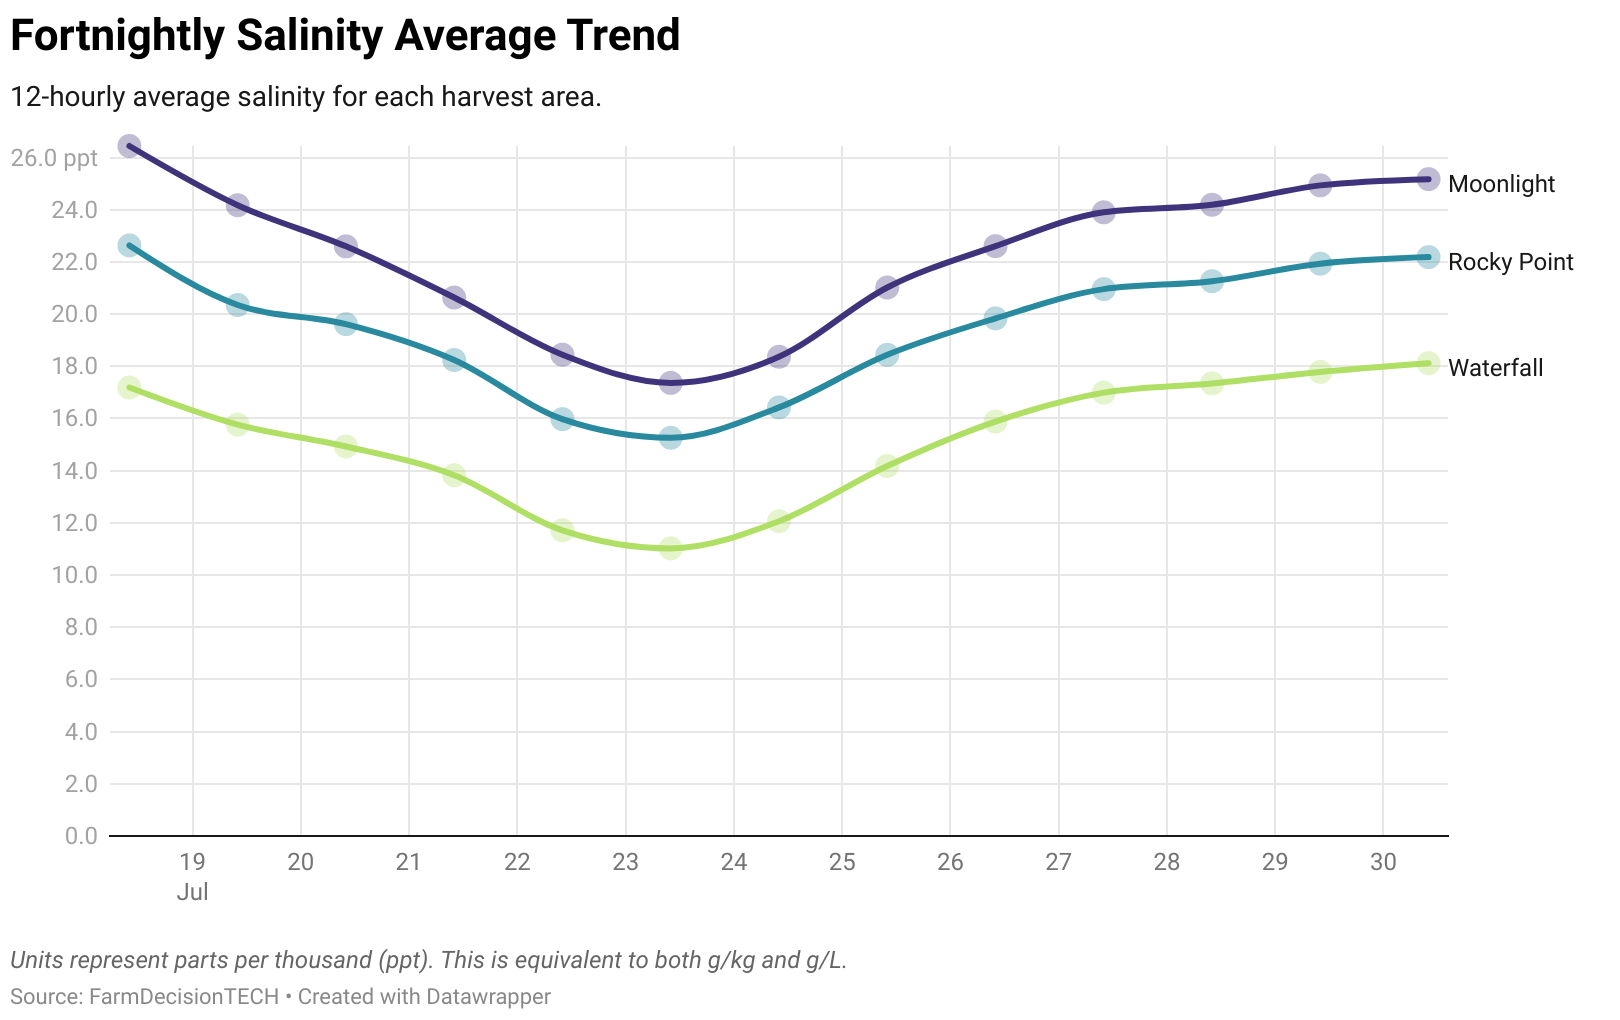 Fortnightly Salinity Average Trend
12-hourly average salinity for each harvest area.
26.0 ppt
24.0
22.0
20.0
18.0
16.0
14.0
12.0
10.0
8.0
6.0
4.0
2.0
0.0
Moonlight
Rocky Point
Waterfall
19 20 21 22 23 24 25 26 27 28 29 30
Jul
Units represent parts per thousand (ppt). This is equivalent to both g/kg and g/L.
Source: FarmDecisionTECH • Created with Datawrapper